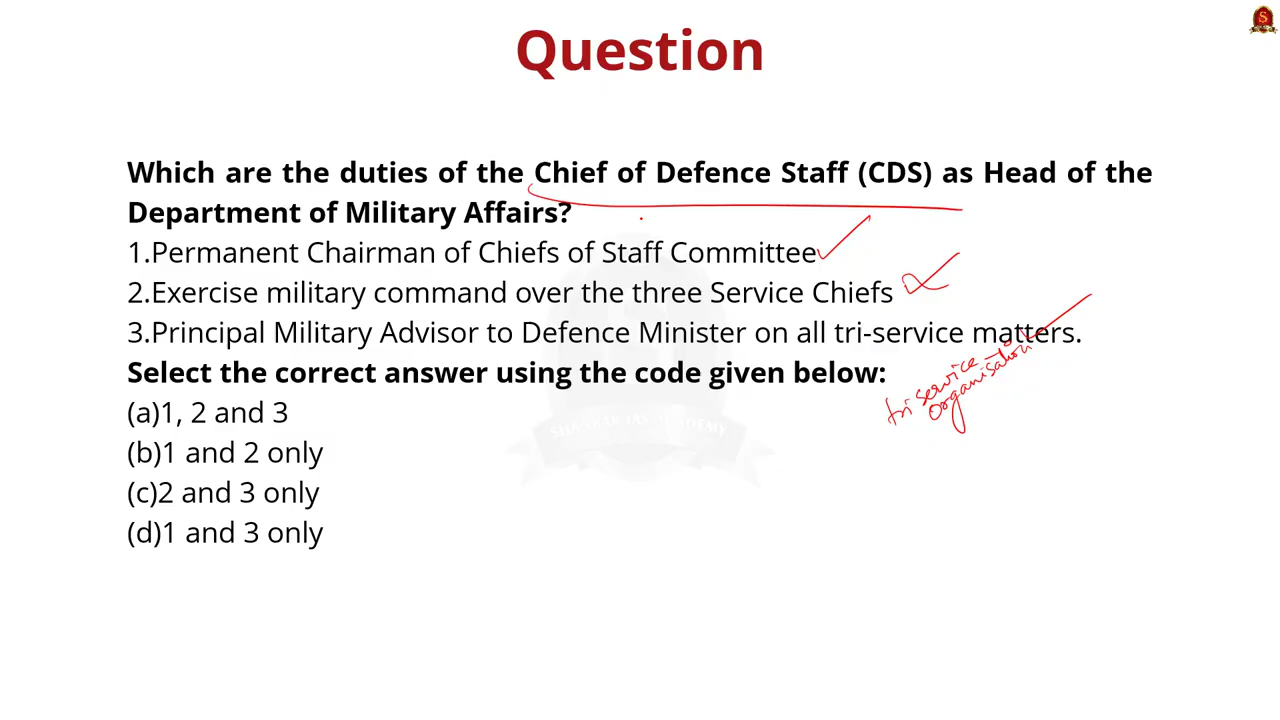 Question
Which are the duties of the Chief of Defence Staff (CDS) as Head of the
Department of Military Affairs?
1.Permanent Chairman of Chiefs of Staff Committee
2.Exercise military command over the three Service Chiefs
3.Principal Military Advisor to Defence Minister on all tri-service matters.
Select the correct answer using the code given below:
tri service
Organisation
(a)1, 2 and 3
SHANKAR IAS ACADEMY
(b)1 and 2 only
(c)2 and 3 only
(d)1 and 3 only